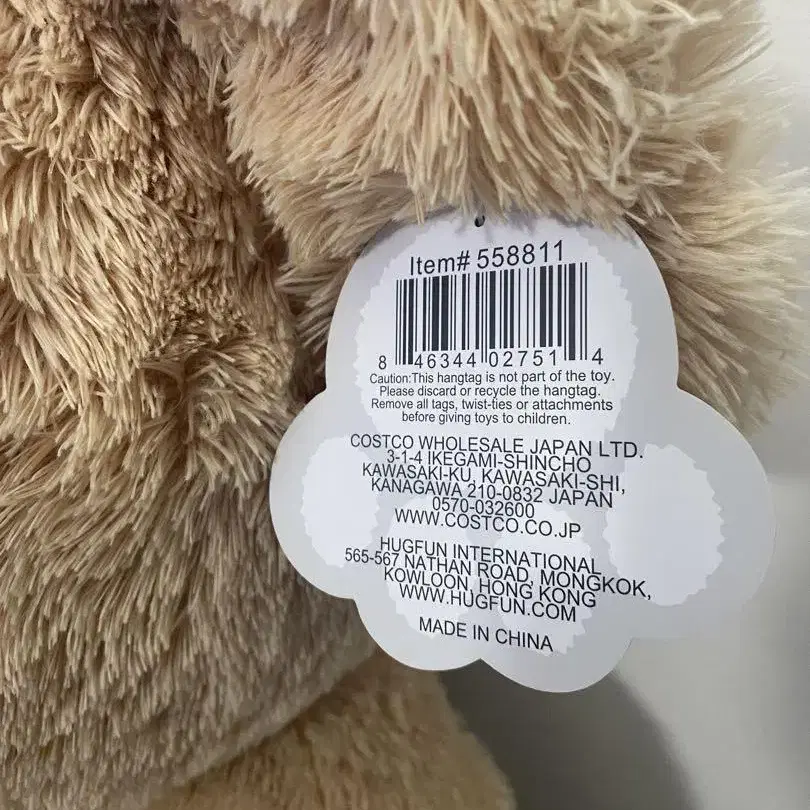 Item# 558811
8 46344 02751 4
Caution:This hangtag is not part of the toy.
Please discard or recycle the hangtag.
Remove all tags, twist-ties or attachments
before giving toys to children.
COSTCO WHOLESALE JAPAN LTD.
3-1-4 IKEGAMI-SHINCHO
KAWASAKI-KU, KAWASAKI-SHI,
KANAGAWA 210-0832 JAPAN
0570-032600
WWW.COSTCO.CO.JP
HUGFUN INTERNATIONAL
565-567 NATHAN ROAD, MONGKOK,
KOWLOON, HONG KONG
WWW.HUGFUN.COM
MADE IN CHINA